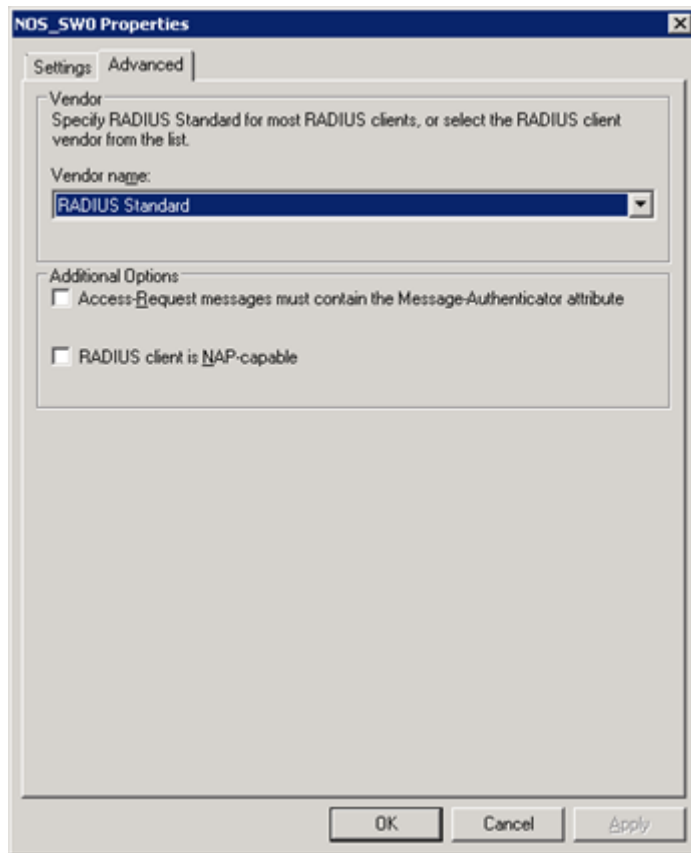 NOS_SW0 Properties
Settings
Advanced
Vendor
Specify RADIUS Standard for most RADIUS clients, or select the RADIUS client
vendor from the list.
Vendor name:
RADIUS Standard
Additional Options
Access-Request messages must contain the Message-Authenticator attribute
RADIUS client is NAP-capable
OK
Cancel
Apply